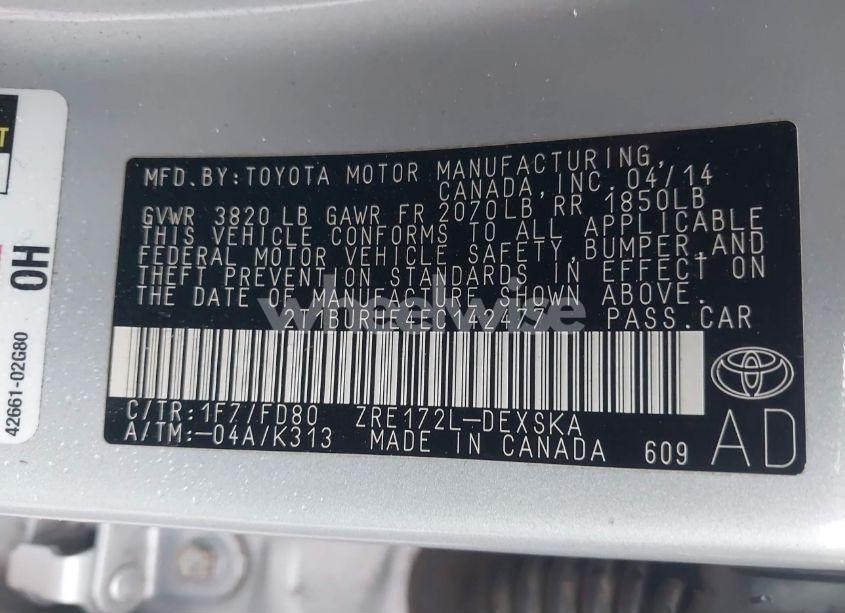 MFD.BY:TOYOTA MOTOR MANUFACTURING,
CANADA,INC. 04/14
GVWR 3820 LB GAWR FR 2070LB RR 1850LB
THIS VEHICLE CONFORMS TO ALL APPLICABLE
FEDERAL MOTOR VEHICLE SAFETY,BUMPER,AND
THEFT PREVENTION STANDARDS IN EFFECT ON
THE DATE OF MANUFACTURE SHOWN ABOVE.
2T1BURHE4EC142477 PASS.CAR
wheelwise
C/TR:1F7/FD80 ZRE172L-DEXSKA
A/TM:-04A/K313 MADE IN CANADA 609
AD
OH
42661-02G80